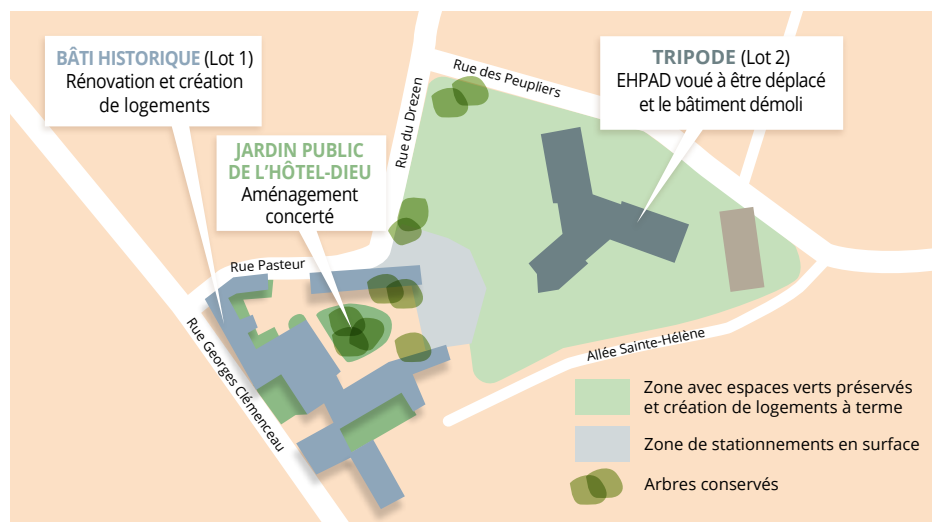 BÂTI HISTORIQUE (Lot 1)
Rénovation et création
de logements
TRIPODE (Lot 2)
EHPAD voué à être déplacé
et le bâtiment démoli
JARDIN PUBLIC
DE L'HÔTEL-DIEU
Aménagement
concerté
Rue des Peupliers
Rue du Drezen
Rue Pasteur
Rue Georges Clémenceau
Allée Sainte-Hélène
Zone avec espaces verts préservés
et création de logements à terme
Zone de stationnements en surface
Arbres conservés